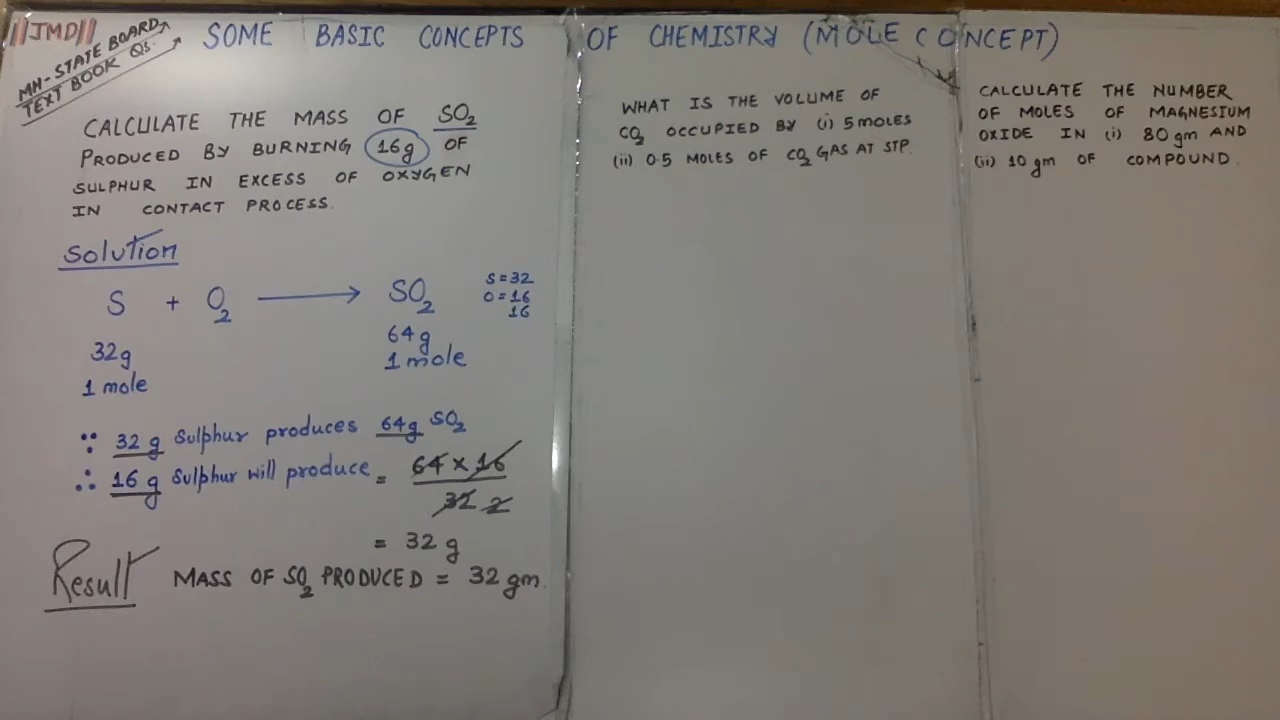 ||JMD||
MH-STATE BOARD
TEXT BOOK QS.
SOME BASIC CONCEPTS OF CHEMISTRY (MOLE CONCEPT)
CALCULATE THE MASS OF SO2
PRODUCED BY BURNING 16g OF
SULPHUR IN EXCESS OF OXYGEN
IN CONTACT PROCESS.
Solution
S + O2 ⟶ SO2
S=32
O=16
16
32g
1 mole
64g
1 mole
∵ 32 g Sulphur produces 64g SO2
∴ 16 g Sulphur will produce = 64 × 16
32 2
= 32 g
Result MASS OF SO2 PRODUCED = 32 gm.
WHAT IS THE VOLUME OF
CO2 OCCUPIED BY (i) 5 MOLES
(ii) 0.5 MOLES OF CO2 GAS AT STP.
CALCULATE THE NUMBER
OF MOLES OF MAGNESIUM
OXIDE IN (i) 80 gm AND
(ii) 10 gm OF COMPOUND.